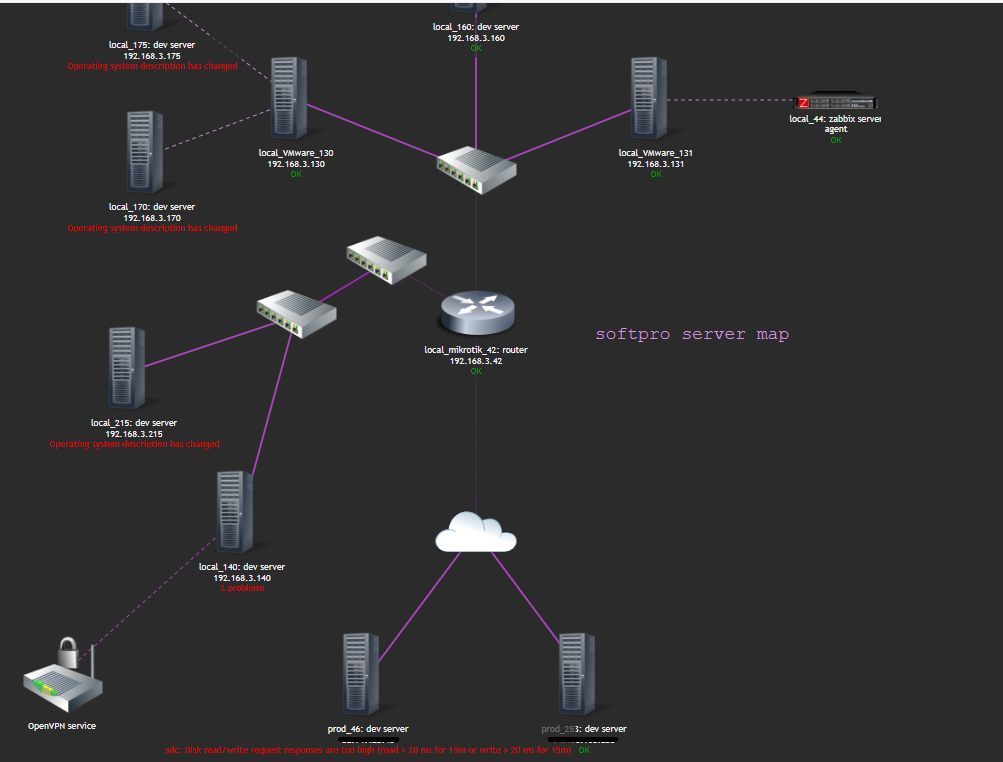 local_160: dev server
192.168.3.160
OK
local_175: dev server
192.168.3.175
Operating system description has changed
local_44: zabbix server
agent
OK
local_VMware_130
192.168.3.130
OK
local_VMware_131
192.168.3.131
OK
Z
local_170: dev server
192.168.3.170
Operating system description has changed
softpro server map
local_mikrotik_42: router
192.168.3.42
OK
local_215: dev server
192.168.3.215
Operating system description has changed
local_140: dev server
192.168.3.140
2 problems
OpenVPN service
prod_46: dev server
sdc: Disk read/write request responses are too high (read > 20 ms for 15m or write > 20 ms for 15m)
prod_253: dev server
OK